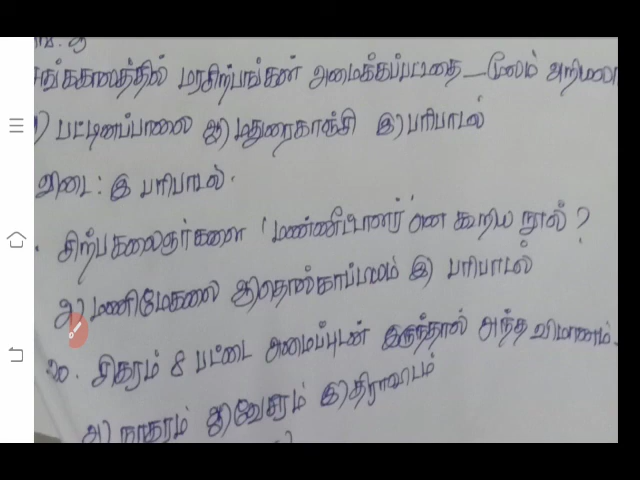 சங்ககாலத்தில் மரசிற்பங்கள் அமைக்கப்பட்டதை _ மூலம் அறியலா
) பட்டினப்பாலை ஆ) மதுரைகாஞ்சி இ) பரிபாடல்
விடை : இ பரிபாடல்.
. சிற்பகலைஞர்களை 'மண்ணீட்டாளர்' என கூறிய நூல் ?
அ) மணிமேகலை ஆ) தொல்காப்பியம் இ) பரிபாடல்
20. சிகரம் 8 பட்டை அமைப்புடன் இருந்தால் அந்த விமானம்.
அ) நாகரம் ஆ) வேசரம் இ) திராவிடம்